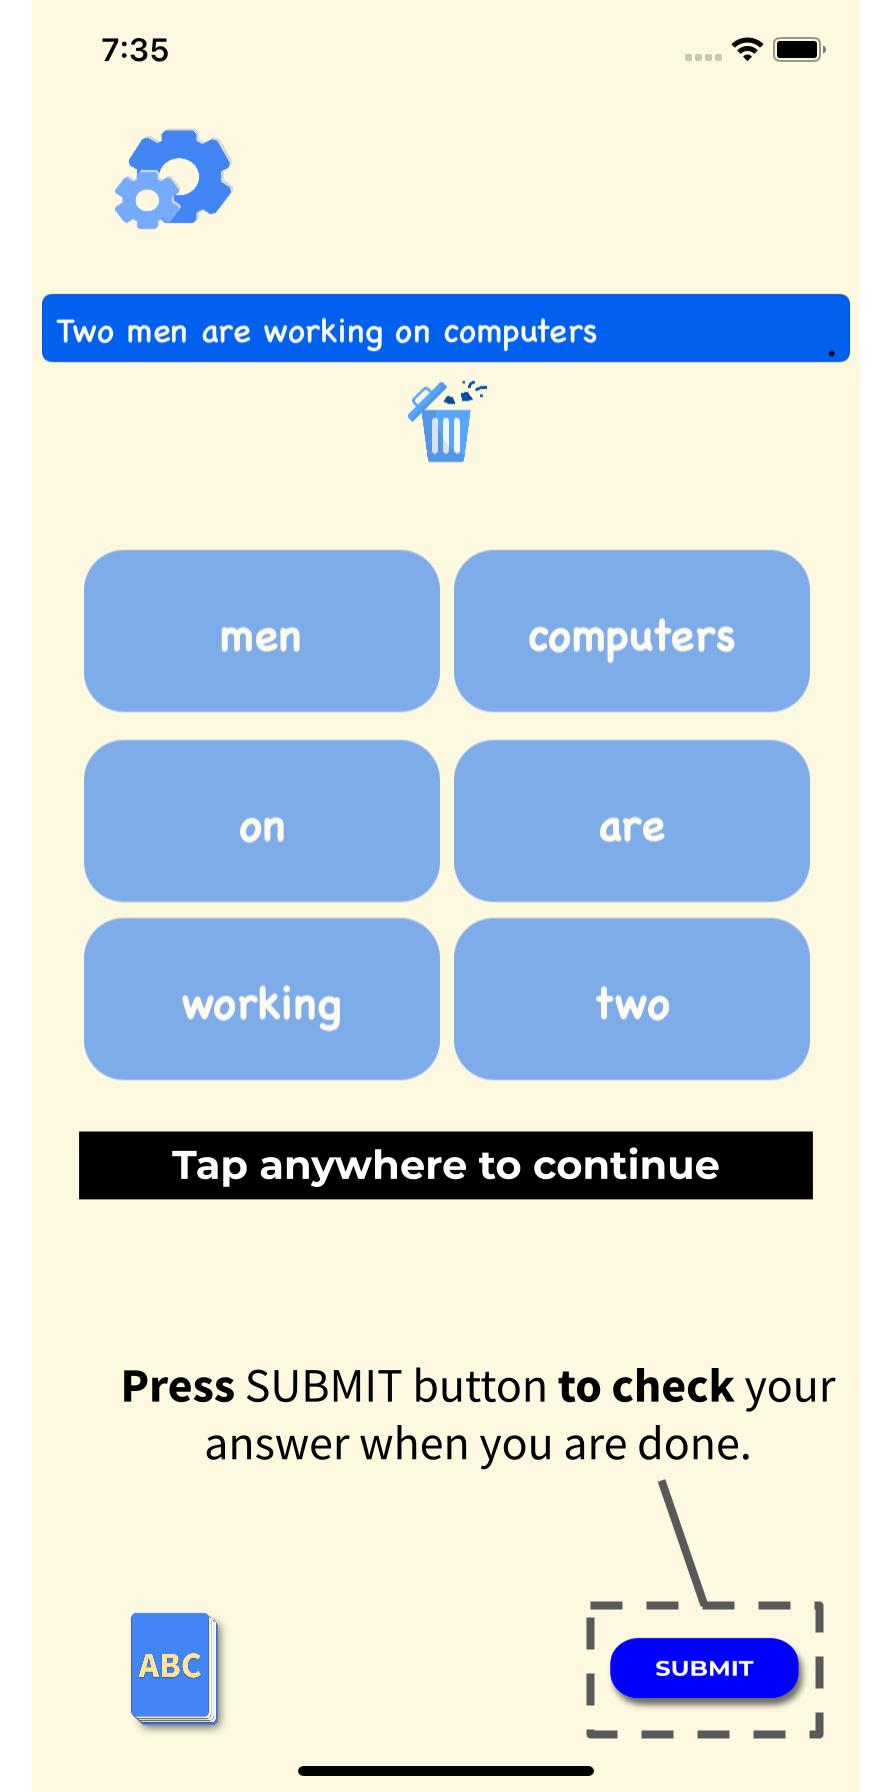 7:35
Two men are working on computers
.
men
computers
on
are
working
two
Tap anywhere to continue
Press SUBMIT button to check your
answer when you are done.
ABC
SUBMIT